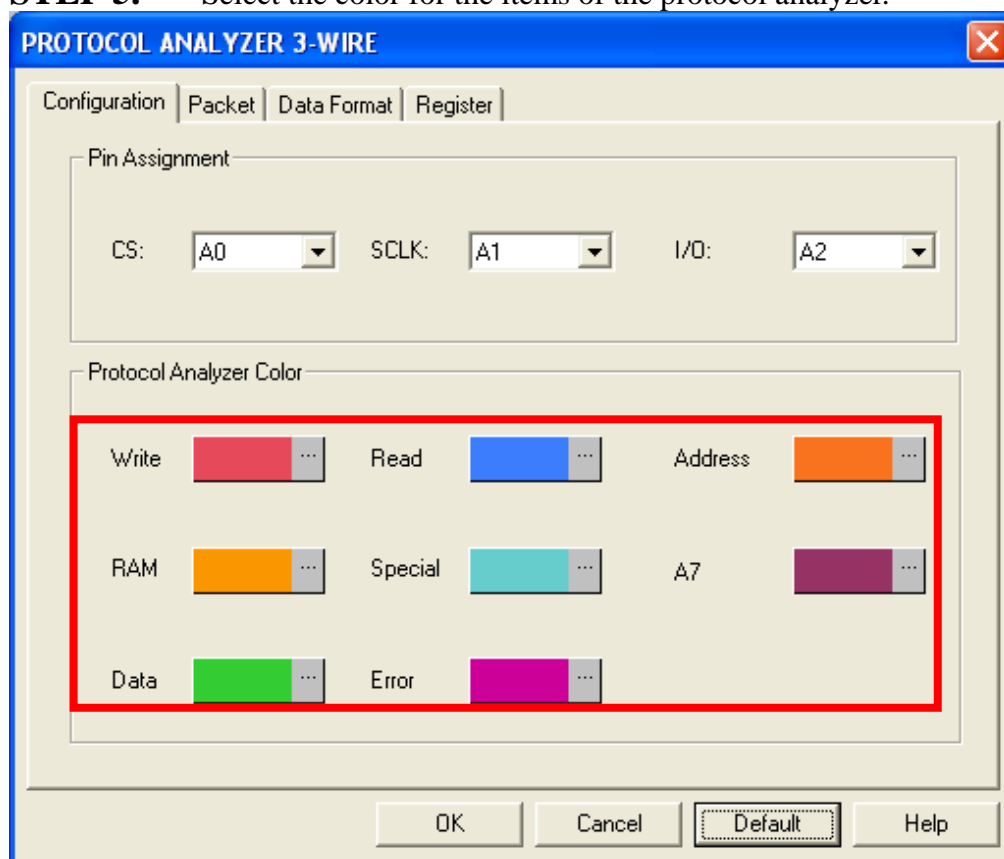 STEP 3. Select the color for the items of the protocol analyzer.
PROTOCOL ANALYZER 3-WIRE
Configuration Packet Data Format Register
Pin Assignment
CS: A0 SCLK: A1 I/O: A2
Protocol Analyzer Color
Write ... Read ... Address ...
RAM ... Special ... A7 ...
Data ... Error ...
OK Cancel Default Help